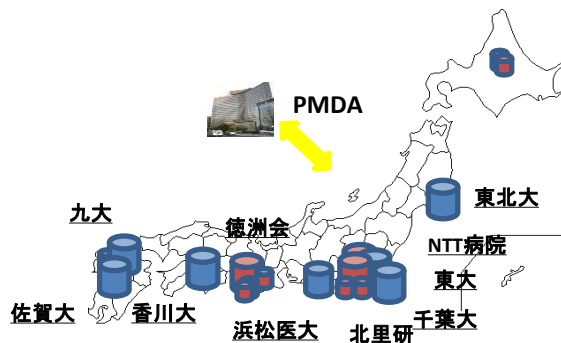 PMDA
東北大
九大
徳洲会
NTT病院
東大
佐賀大
香川大
千葉大
浜松医大
北里研